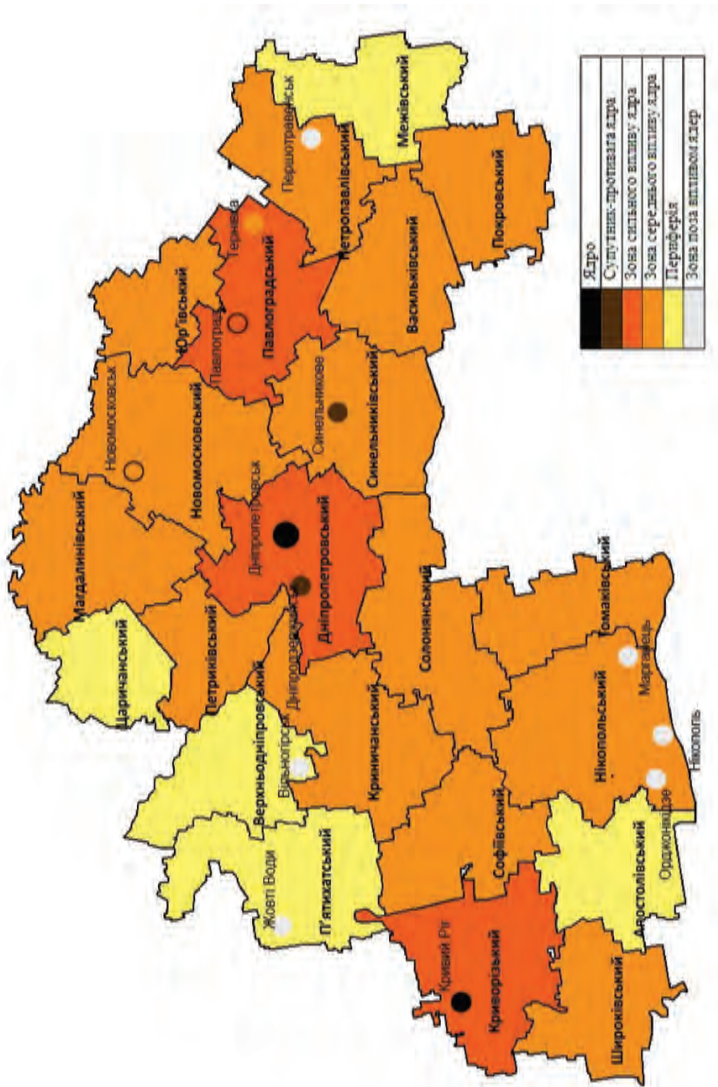 Царичанський
Магдалинівський
Новомосковськ
Юр'ївський
Першотравенськ
Тернівка
Павлоград
Павлоградський
Петропавлівський
Межівський
Новомосковський
Петриківський
Верхньодніпровський
Вільногірськ
Жовті Води
П'ятихатський
Дніпропетровськ
Дніпродзержинськ
Дніпропетровський
Синельникове
Синельниківський
Васильківський
Покровський
Криничанський
Солонянський
Кривий Ріг
Криворізький
Софіївський
Нікопольський
Томаківський
Марганець
Широківський
Апостолівський
Орджонікідзе
Нікополь
Ядро
Супутник-противага ядра
Зона сильного впливу ядра
Зона середнього впливу ядра
Периферія
Зона поза впливом ядер